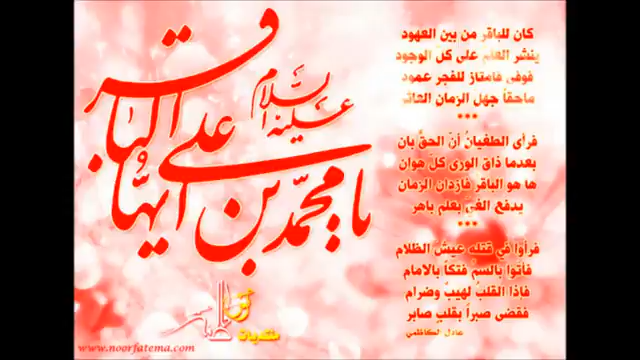 يا محمد بن علي أيها الباقر
عليه السلام
كان للباقر من بين العهود
ينشر العلم على كلّ الوجود
فوفى فامتاز للفجر عمود
ماحقاً جهل الزمان
***
فرأى الطغيانُ أنّ الحقَّ بان
بعدما ذاق الورى كلّ هوان
ها هو الباقر فازدان الزمان
يدفع الغيّ بعلم باهر
***
فرأوا في قتله عيشَ الظلام
فأتوا بالسمِّ فتكاً بالامام
فإذا القلبُ لهيبٌ وضرام
فقضى صبراً بقلبٍ صابر
عادل الكاظمي
منتديات
www.noorfatema.com